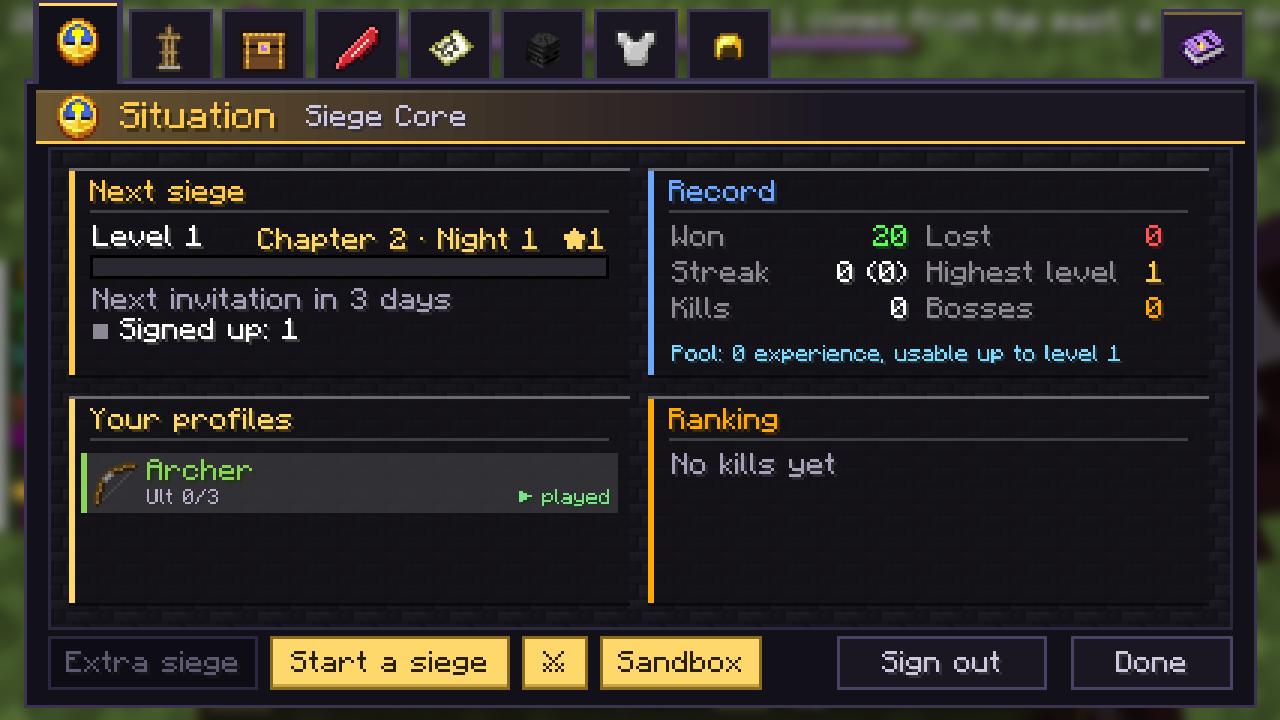 Situation Siege Core
Next siege
Level 1 Chapter 2 · Night 1 ★1
Next invitation in 3 days
Signed up: 1
Record
Won 20 Lost 0
Streak 0 (0) Highest level 1
Kills 0 Bosses 0
Pool: 0 experience, usable up to level 1
Your profiles
Archer
Ult 0/3 ▶ played
Ranking
No kills yet
Extra siege Start a siege Sandbox Sign out Done